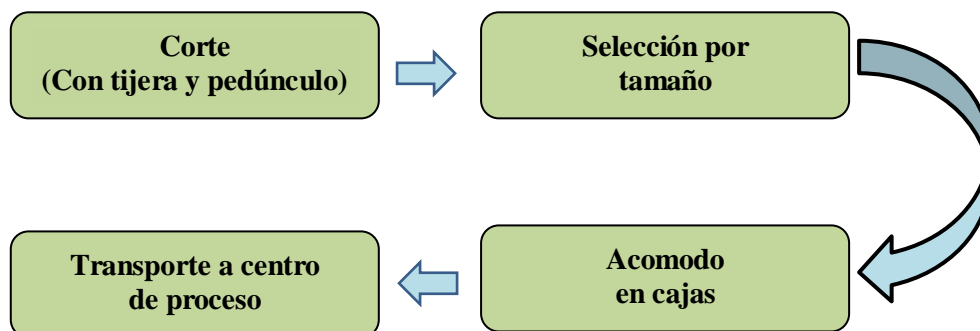 Corte
(Con tijera y pedúnculo)
Selección por
tamaño
Acomodo
en cajas
Transporte a centro
de proceso